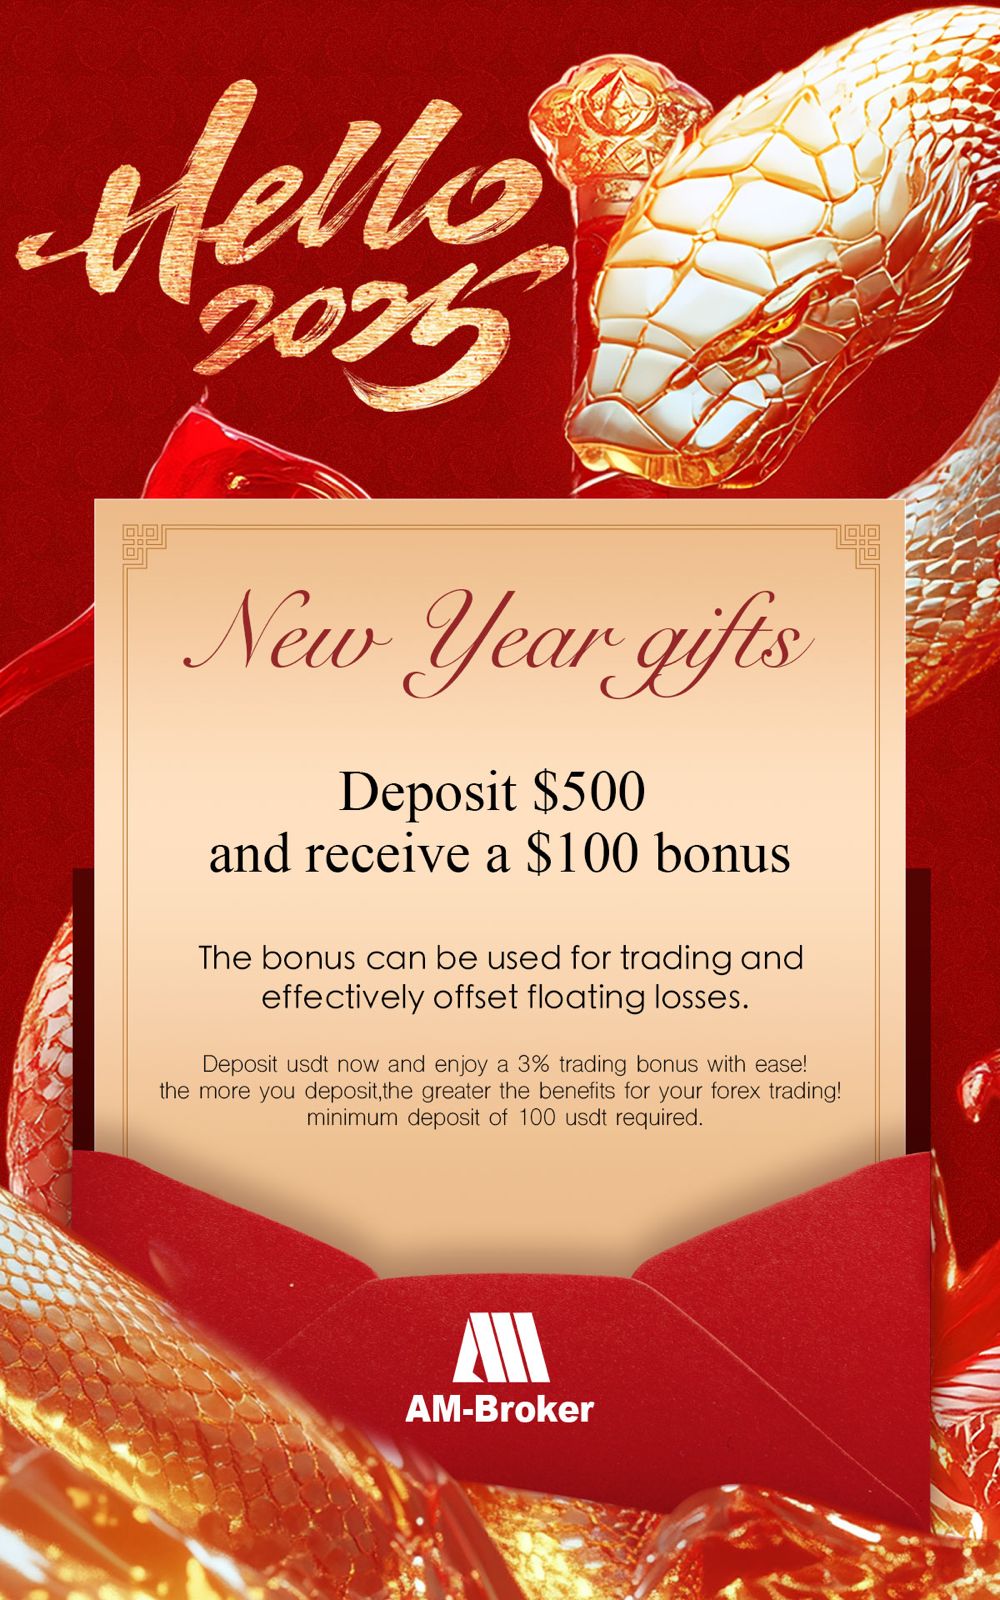 Hello
2025
New Year gifts
Deposit $500
and receive a $100 bonus
The bonus can be used for trading and
effectively offset floating losses.
Deposit usdt now and enjoy a 3% trading bonus with ease!
the more you deposit,the greater the benefits for your forex trading!
minimum deposit of 100 usdt required.
AM-Broker